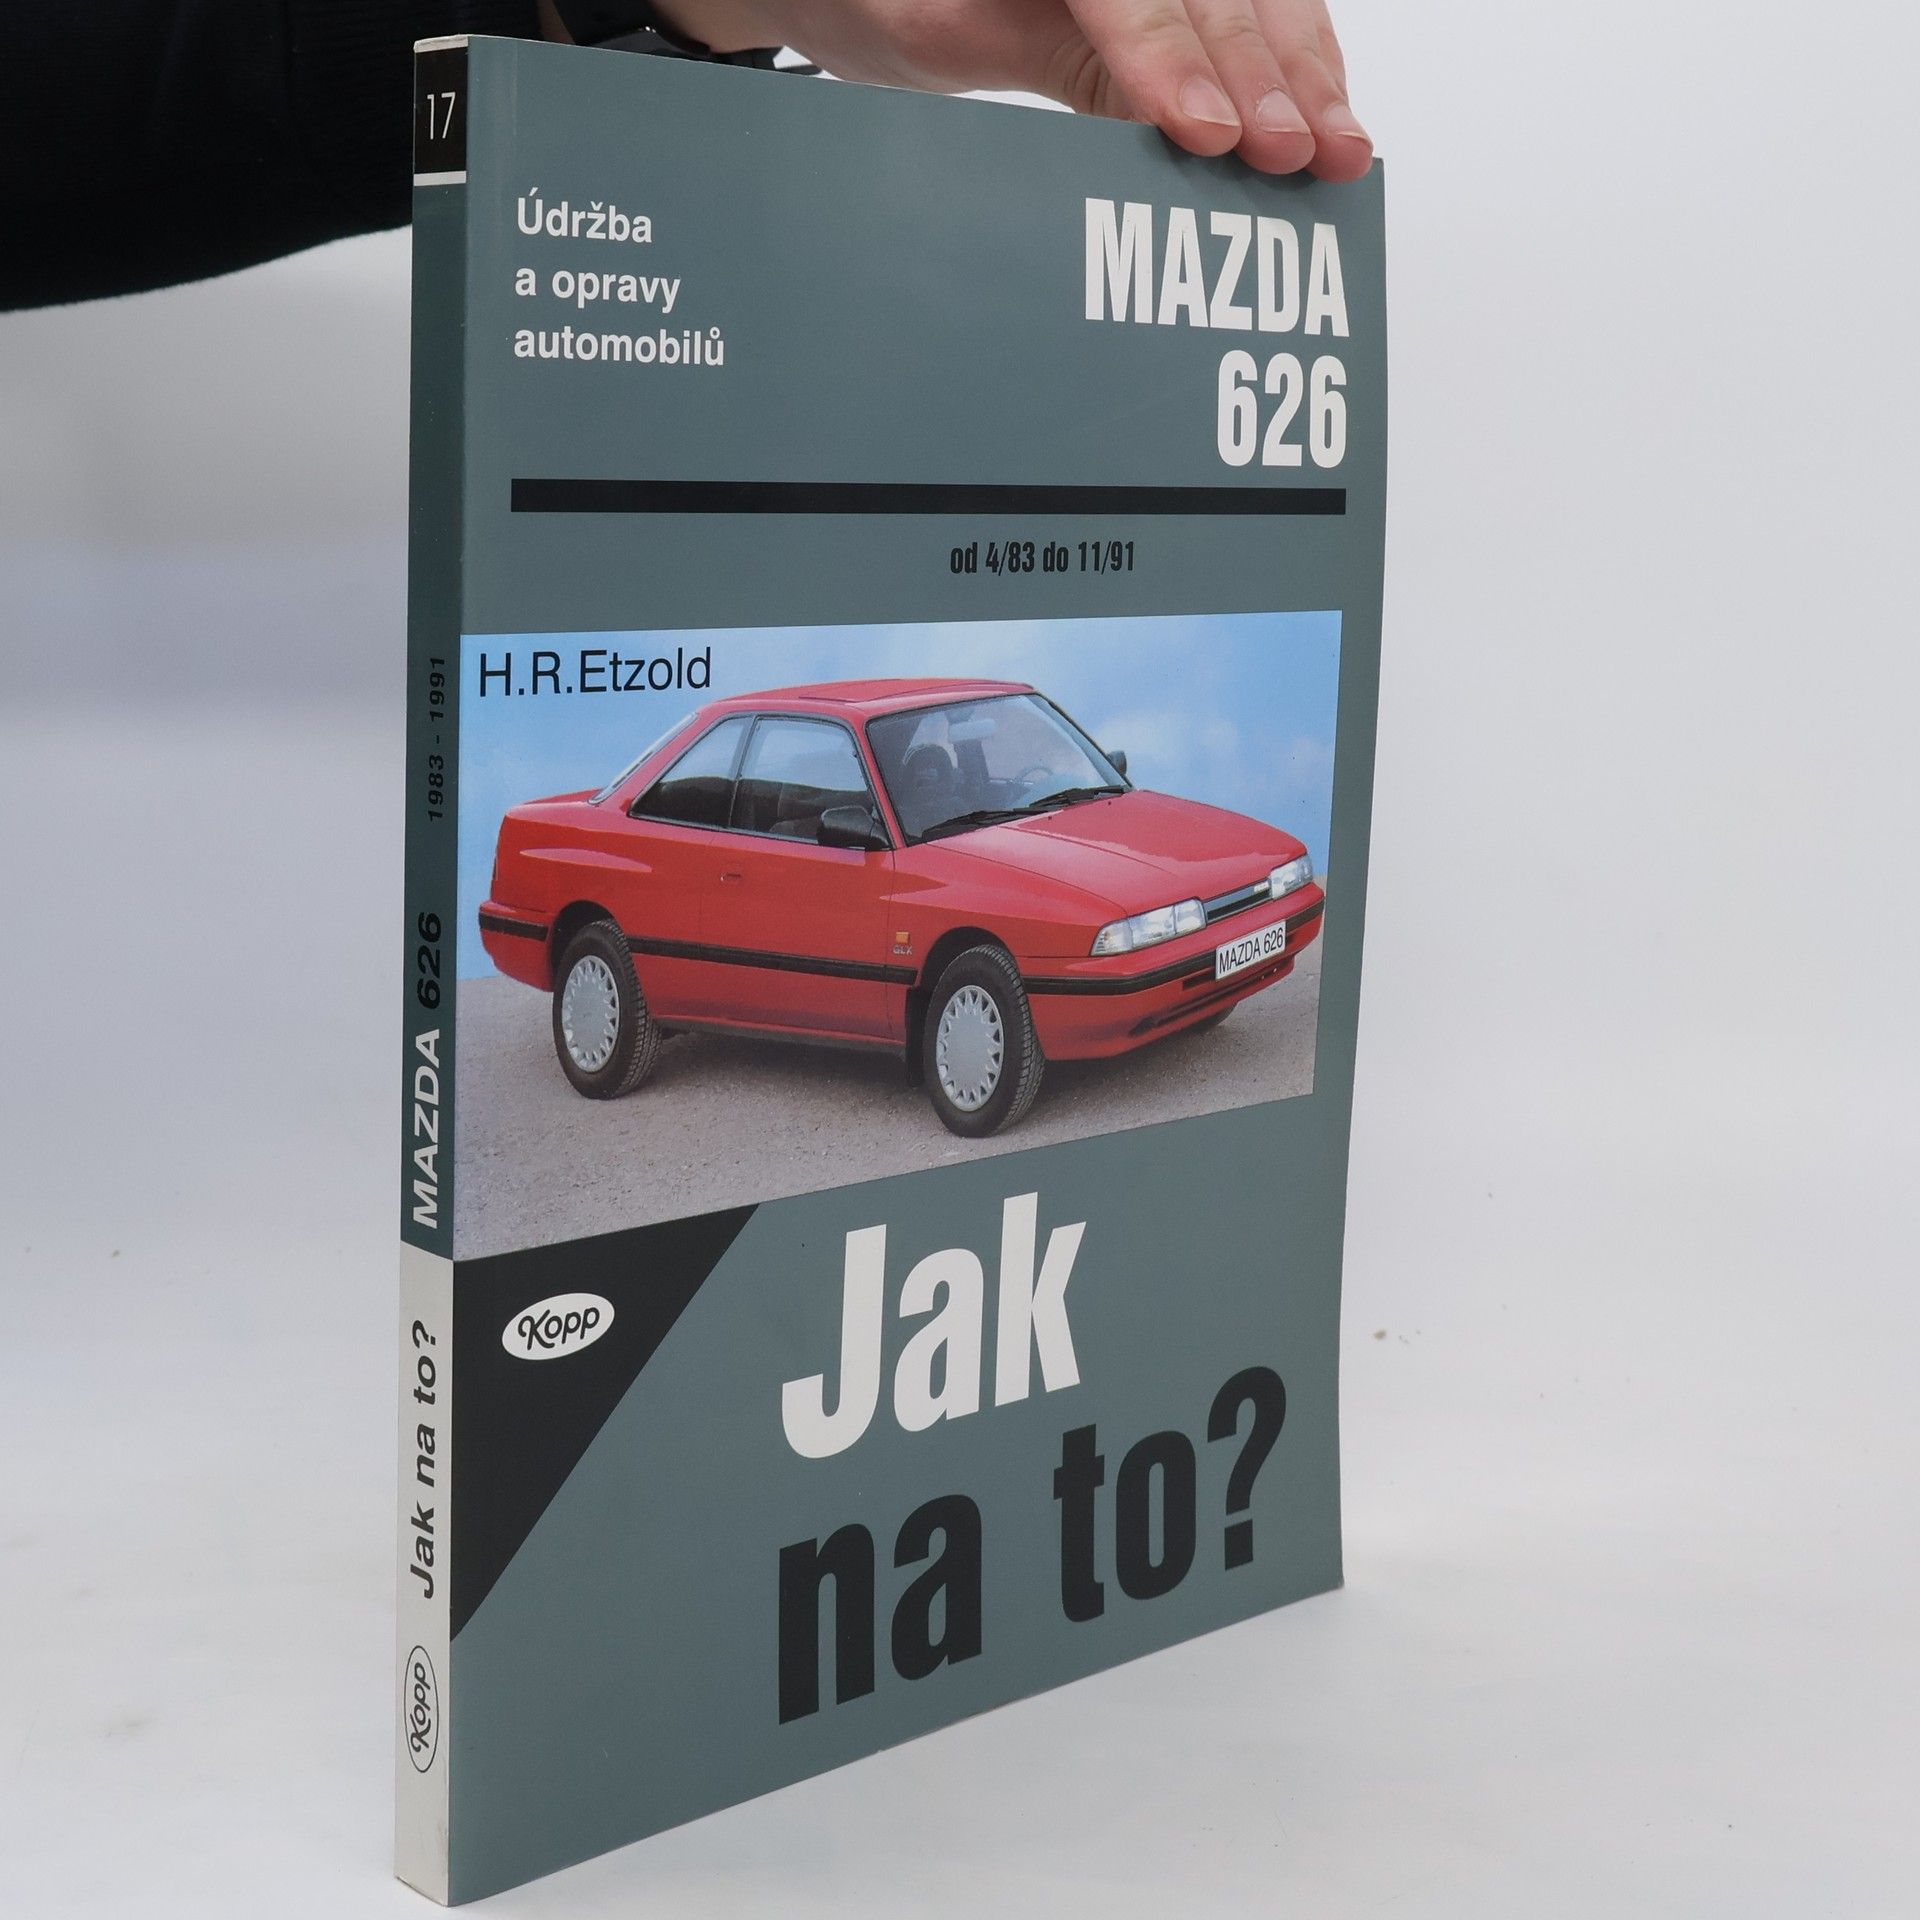 17
Údržba
a opravy
automobilů
MAZDA
626
od 4/83 do 11/91
H.R.Etzold
GLX
MAZDA 626
Kopp
Jak
na to?
MAZDA 626 1983 - 1991
Jak na to?
Kopp